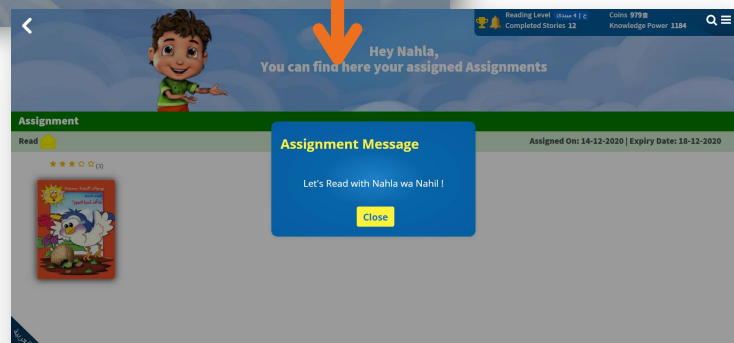 Reading Level
Completed Stories 12
Coins 979
Knowledge Power 1184
Hey Nahla,
You can find here your assigned Assignments
Assignment
Read
Assigned On: 14-12-2020 | Expiry Date: 18-12-2020
(3)
Assignment Message
Let's Read with Nahla wa Nahil !
Close